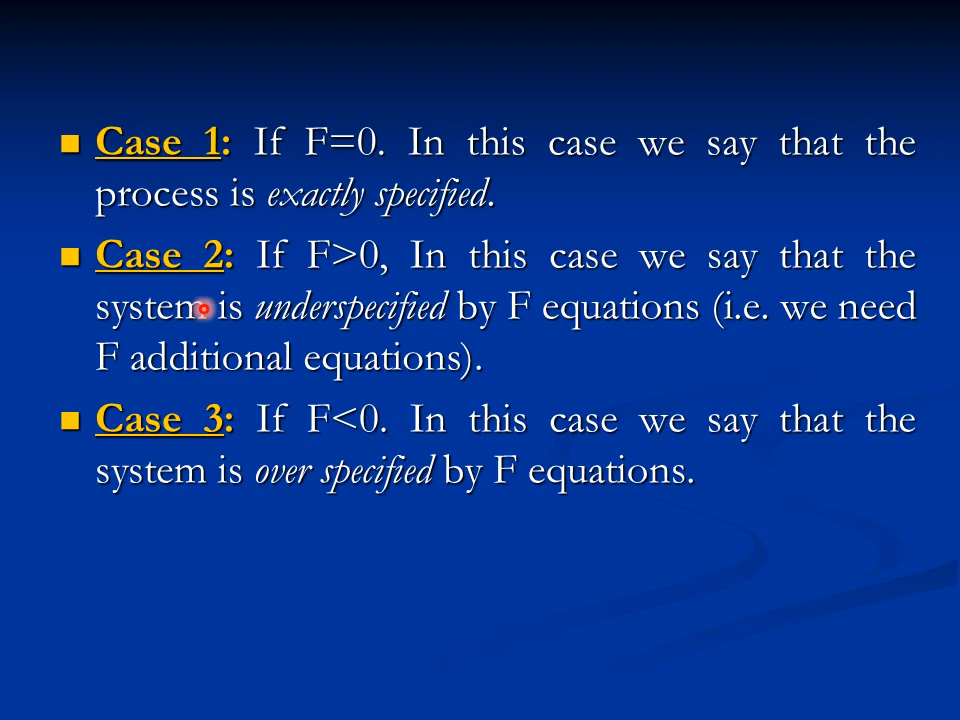 Case 1: If F=0. In this case we say that the
process is exactly specified.
Case 2: If F>0, In this case we say that the
system is underspecified by F equations (i.e. we need
F additional equations).
Case 3: If F<0. In this case we say that the
system is over specified by F equations.